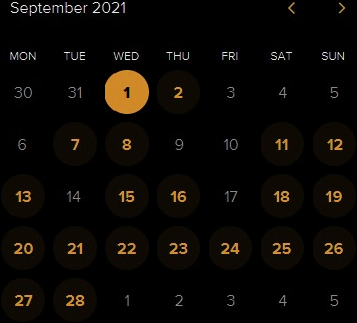 September 2021
MON TUE WED THU FRI SAT SUN
30 31 1 2 3 4 5
6 7 8 9 10 11 12
13 14 15 16 17 18 19
20 21 22 23 24 25 26
27 28 1 2 3 4 5